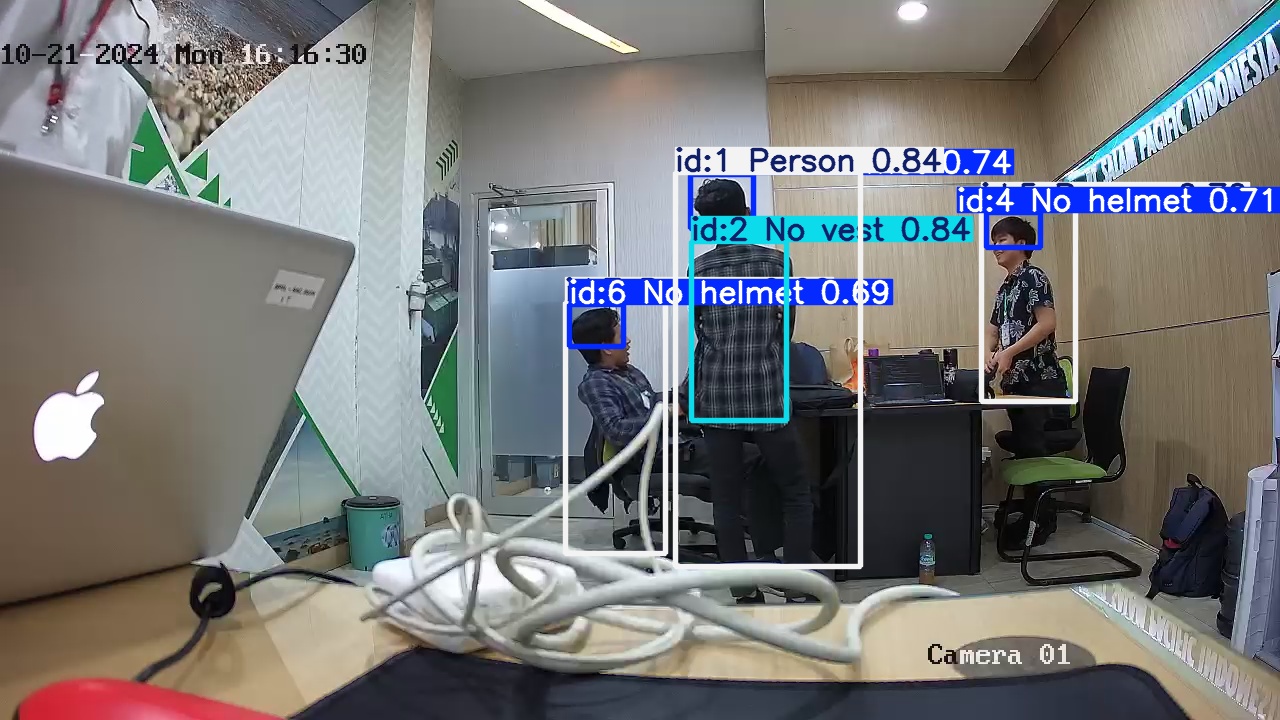 10-21-2024 Mon 16:16:30
PACIFIC INDONESIA
id:1 Person 0.84
0.74
id:4 No helmet 0.71
id:2 No vest 0.84
id:6 No helmet 0.69
Camera 01